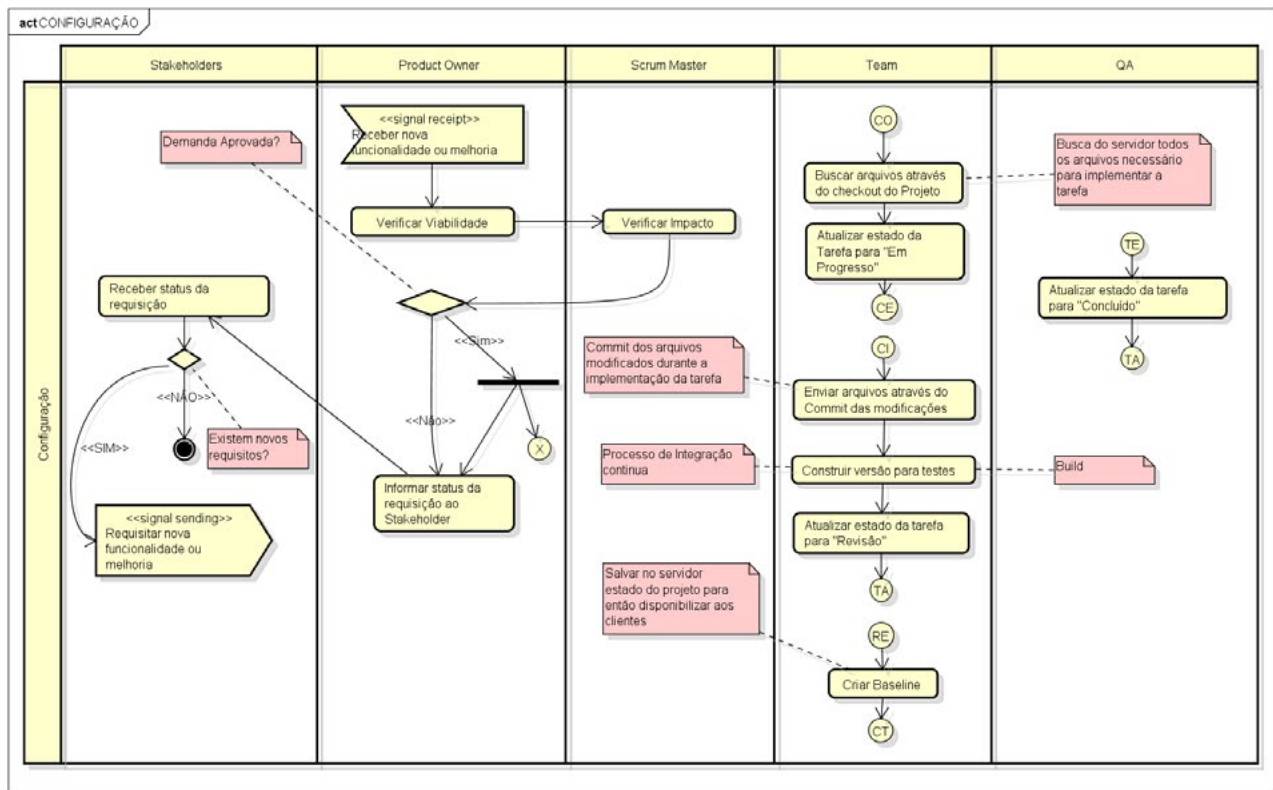 act CONFIGURAÇÃO
Stakeholders
Product Owner
Scrum Master
Team
QA
Configuração
Demanda Aprovada?
Receber status da
requisição
<<NÃO>>
<<SIM>>
Existem novos
requisitos?
<<signal sending>>
Requisitar nova
funcionalidade ou
melhoria
<<signal receipt>>
Receber nova
funcionalidade ou melhoria
Verificar Viabilidade
<<Sim>>
<<Não>>
X
Informar status da
requisição ao
Stakeholder
Verificar Impacto
Commit dos arquivos
modificados durante a
implementação da tarefa
Processo de Integração
continua
Salvar no servidor
estado do projeto para
então disponibilizar aos
clientes
CO
Buscar arquivos através
do checkout do Projeto
Atualizar estado da
Tarefa para "Em
Progresso"
CE
CI
Enviar arquivos através do
Commit das modificações
Construir versão para testes
Atualizar estado da tarefa
para "Revisão"
TA
RE
Criar Baseline
CT
Busca do servidor todos
os arquivos necessário
para implementar a
tarefa
TE
Atualizar estado da tarefa
para "Concluído"
TA
Build